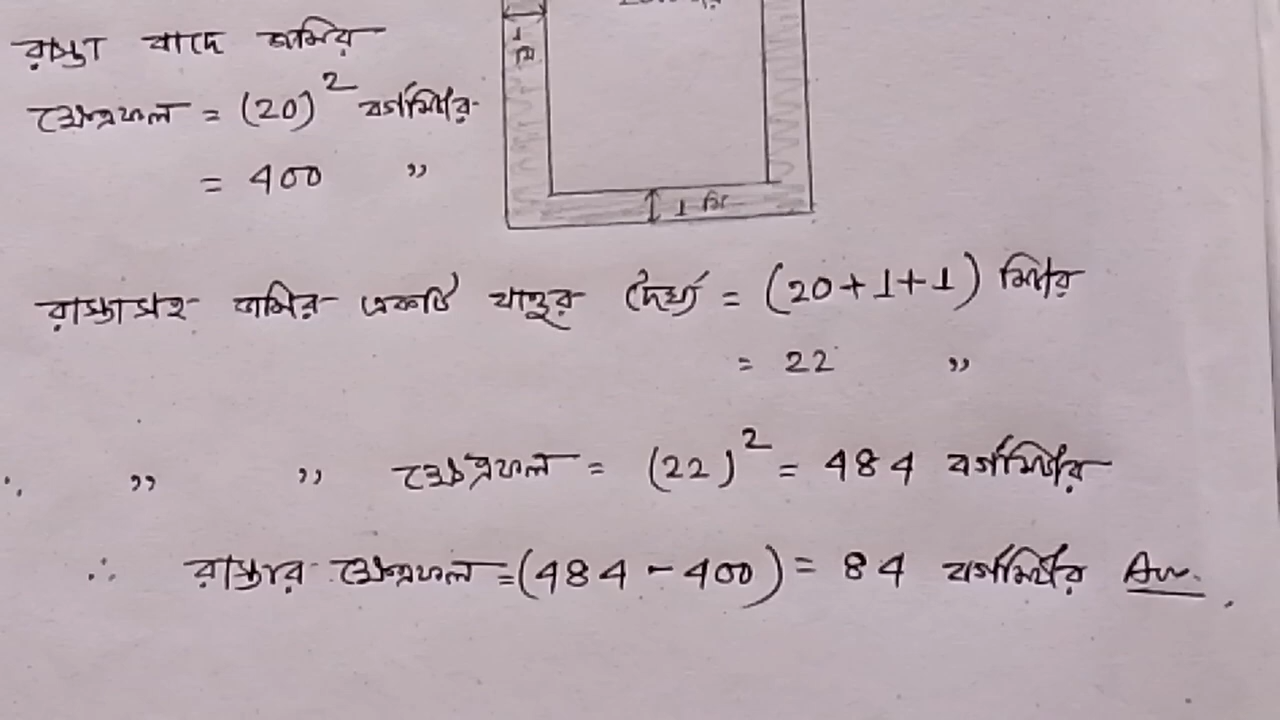 রাস্তা বাদে জমির
ক্ষেত্রফল = (20)² বর্গমিটার
= 400 ,,
1 মি
1 মি
রাস্তাসহ জমির একটি বাহুর দৈর্ঘ্য = (20+1+1) মিটার
= 22 ,,
∴ ,, ,, ক্ষেত্রফল = (22)² = 484 বর্গমিটার
∴ রাস্তার ক্ষেত্রফল = (484 - 400) = 84 বর্গমিটার Ans.